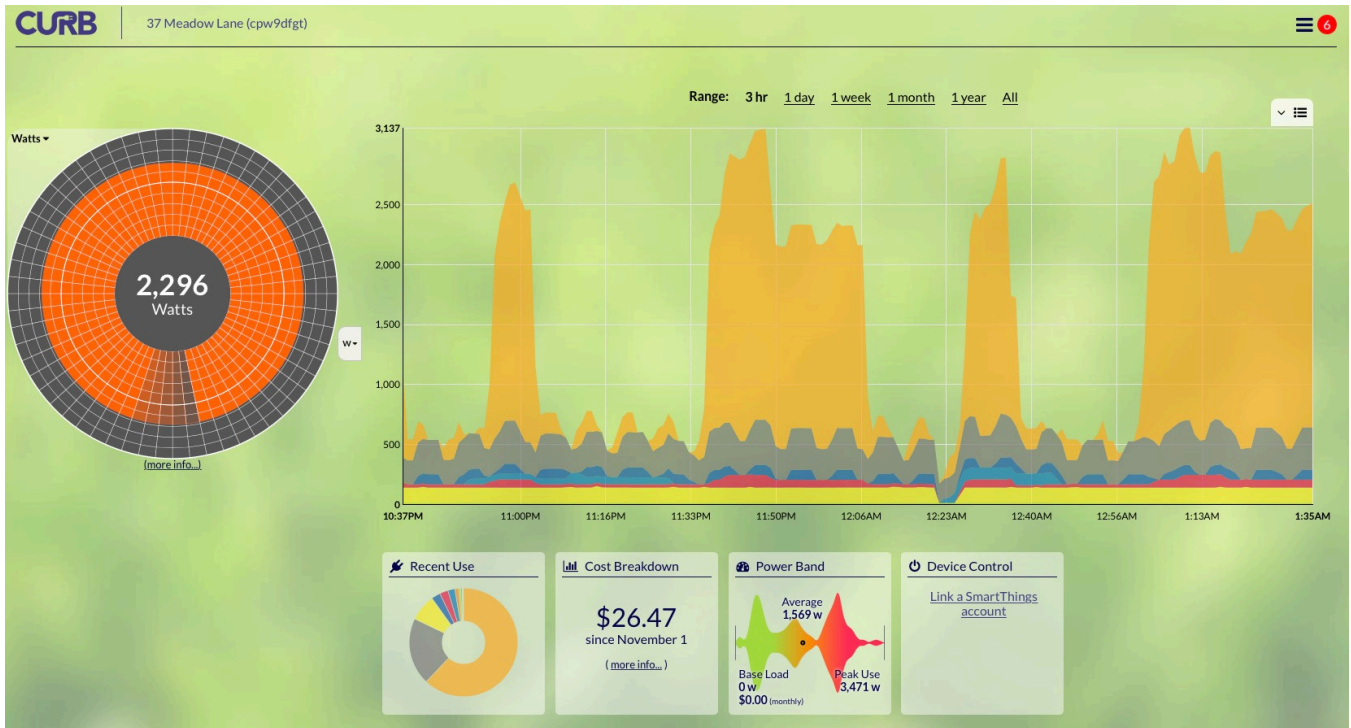 CURB
37 Meadow Lane (cpw9dfgt)
6
Range: 3 hr 1 day 1 week 1 month 1 year All
Watts
2,296
Watts
(more info...)
W
3,137
2,500
2,000
1,500
1,000
500
0
10:37PM 11:00PM 11:16PM 11:33PM 11:50PM 12:06AM 12:23AM 12:40AM 12:56AM 1:13AM 1:35AM
Recent Use
Cost Breakdown
$26.47
since November 1
( more info... )
Power Band
Average
1,569 w
Base Load
0 w
$0.00 (monthly)
Peak Use
3,471 w
Device Control
Link a SmartThings
account